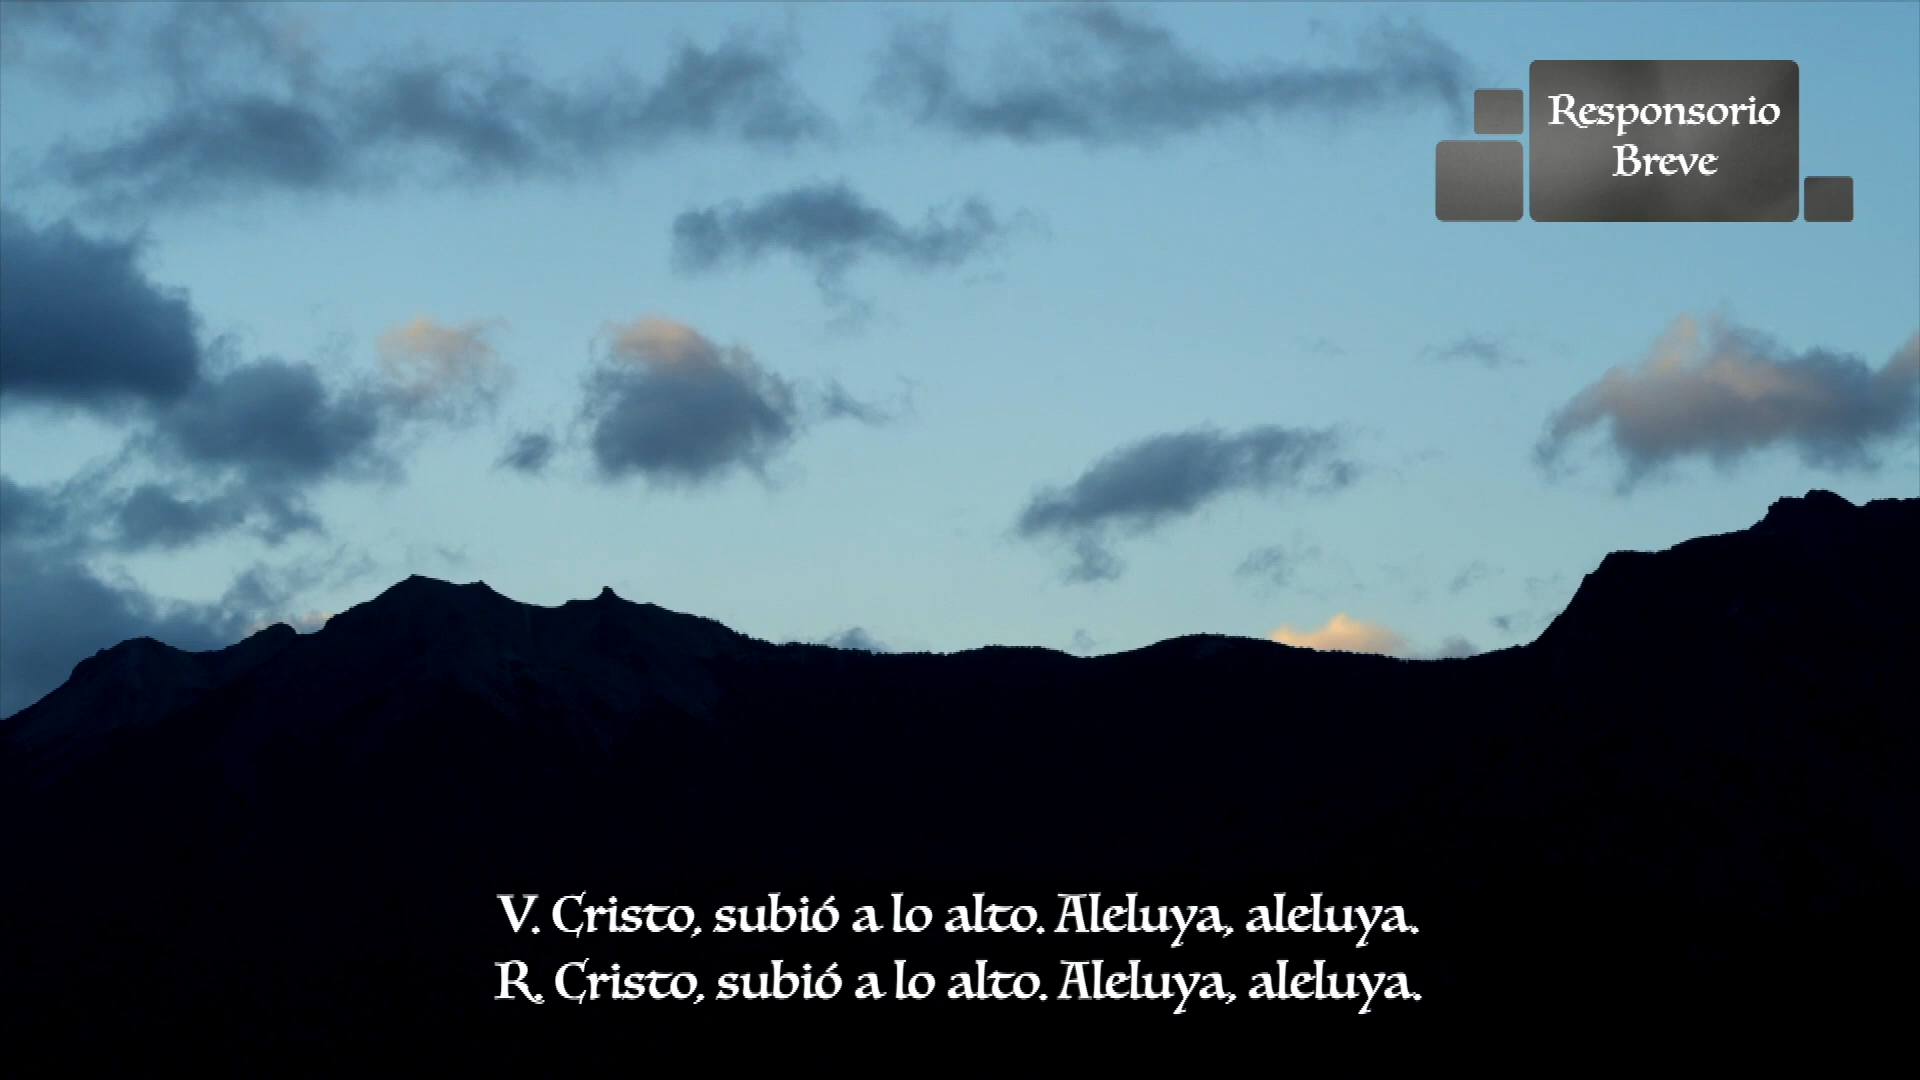 Responsorio
Breve
V. Cristo, subió a lo alto. Aleluya, aleluya.
R. Cristo, subió a lo alto. Aleluya, aleluya.